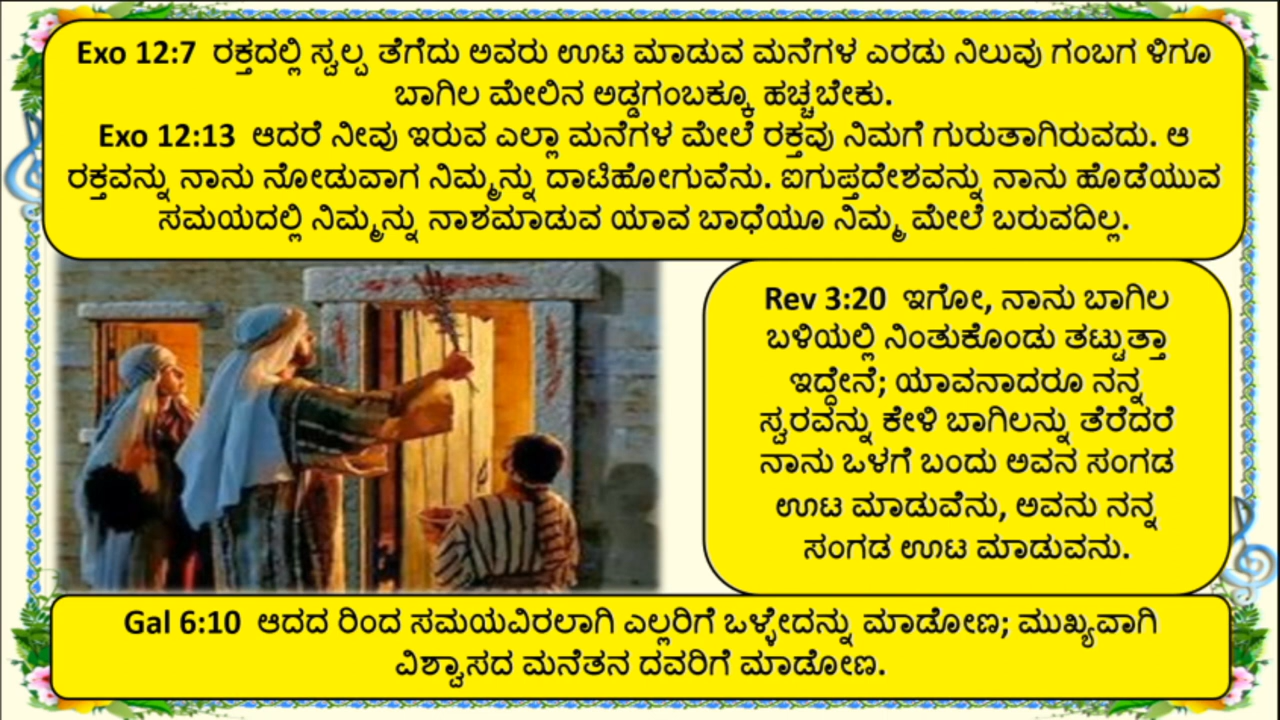 Exo 12:7 ರಕ್ತದಲ್ಲಿ ಸ್ವಲ್ಪ ತೆಗೆದು ಅವರು ಊಟ ಮಾಡುವ ಮನೆಗಳ ಎರಡು ನಿಲುವು ಗಂಬಗ ಳಿಗೂ
ಬಾಗಿಲ ಮೇಲಿನ ಅಡ್ಡಗಂಬಕ್ಕೂ ಹಚ್ಚಬೇಕು.
Exo 12:13 ಆದರೆ ನೀವು ಇರುವ ಎಲ್ಲಾ ಮನೆಗಳ ಮೇಲೆ ರಕ್ತವು ನಿಮಗೆ ಗುರುತಾಗಿರುವದು. ಆ
ರಕ್ತವನ್ನು ನಾನು ನೋಡುವಾಗ ನಿಮ್ಮನ್ನು ದಾಟಿಹೋಗುವೆನು. ಐಗುಪ್ತದೇಶವನ್ನು ನಾನು ಹೊಡೆಯುವ
ಸಮಯದಲ್ಲಿ ನಿಮ್ಮನ್ನು ನಾಶಮಾಡುವ ಯಾವ ಬಾಧೆಯೂ ನಿಮ್ಮ ಮೇಲೆ ಬರುವದಿಲ್ಲ.
Rev 3:20 ಇಗೋ, ನಾನು ಬಾಗಿಲ
ಬಳಿಯಲ್ಲಿ ನಿಂತುಕೊಂಡು ತಟ್ಟುತ್ತಾ
ಇದ್ದೇನೆ; ಯಾವನಾದರೂ ನನ್ನ
ಸ್ವರವನ್ನು ಕೇಳಿ ಬಾಗಿಲನ್ನು ತೆರೆದರೆ
ನಾನು ಒಳಗೆ ಬಂದು ಅವನ ಸಂಗಡ
ಊಟ ಮಾಡುವೆನು, ಅವನು ನನ್ನ
ಸಂಗಡ ಊಟ ಮಾಡುವನು.
Gal 6:10 ಆದದ ರಿಂದ ಸಮಯವಿರಲಾಗಿ ಎಲ್ಲರಿಗೆ ಒಳ್ಳೇದನ್ನು ಮಾಡೋಣ; ಮುಖ್ಯವಾಗಿ
ವಿಶ್ವಾಸದ ಮನೆತನ ದವರಿಗೆ ಮಾಡೋಣ.